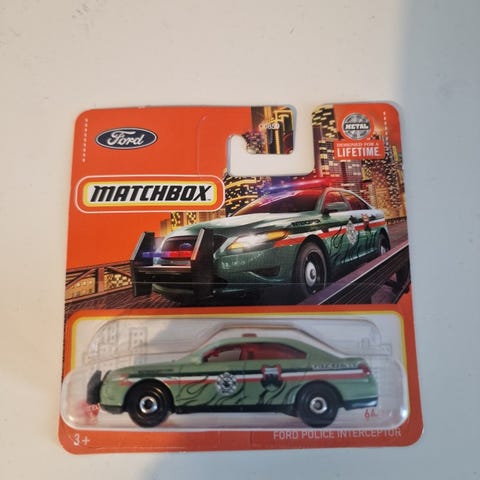 Ford
METAL
DESIGNED FOR A
LIFETIME
MATCHBOX
3+
FORD POLICE INTERCEPTOR